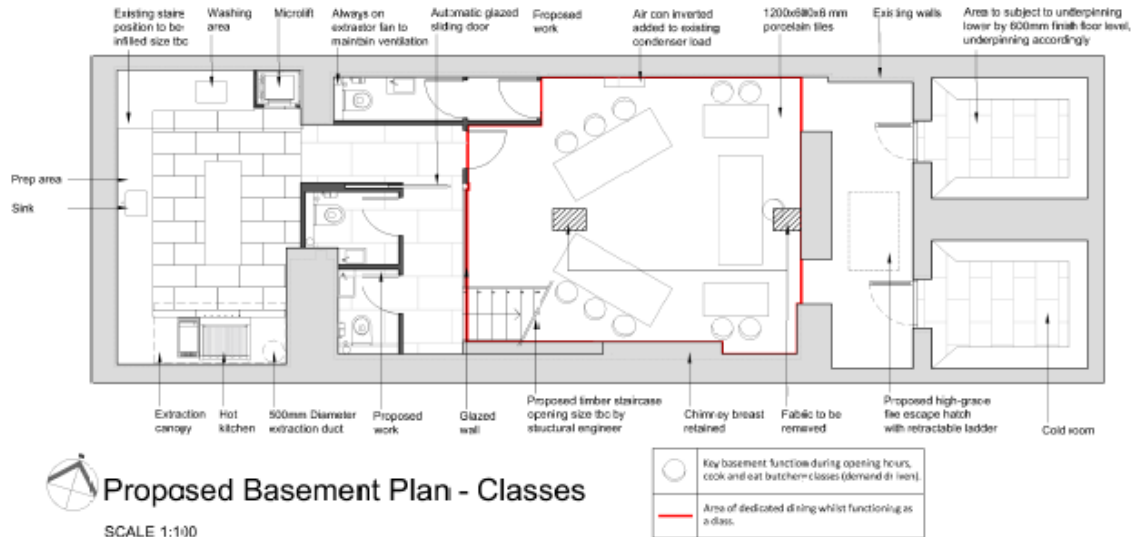 Existing stairs
position to be
infilled size tbc
Washing
area
Microlift
Always on
extractor fan to
maintain ventilation
Automatic glazed
sliding door
Proposed
work
Air con inverted
added to existing
condenser load
1200x600x6 mm
porcelain tiles
Existing walls
Area to subject to underpinning
lower by 600mm finish floor level,
underpinning accordingly
Prep area
Sink
Extraction
canopy
Hot
kitchen
500mm Diameter
extraction duct
Proposed
work
Glazed
wall
Proposed timber staircase
opening size tbc by
structural engineer
Chimney breast
retained
Fabric to be
removed
Proposed high-grade
fire escape hatch
with retractable ladder
Cold room
Proposed Basement Plan - Classes
SCALE 1:100
Key basement function during opening hours,
cook and eat butchery classes (demand driven).
Area of dedicated dining whilst functioning as
a class.